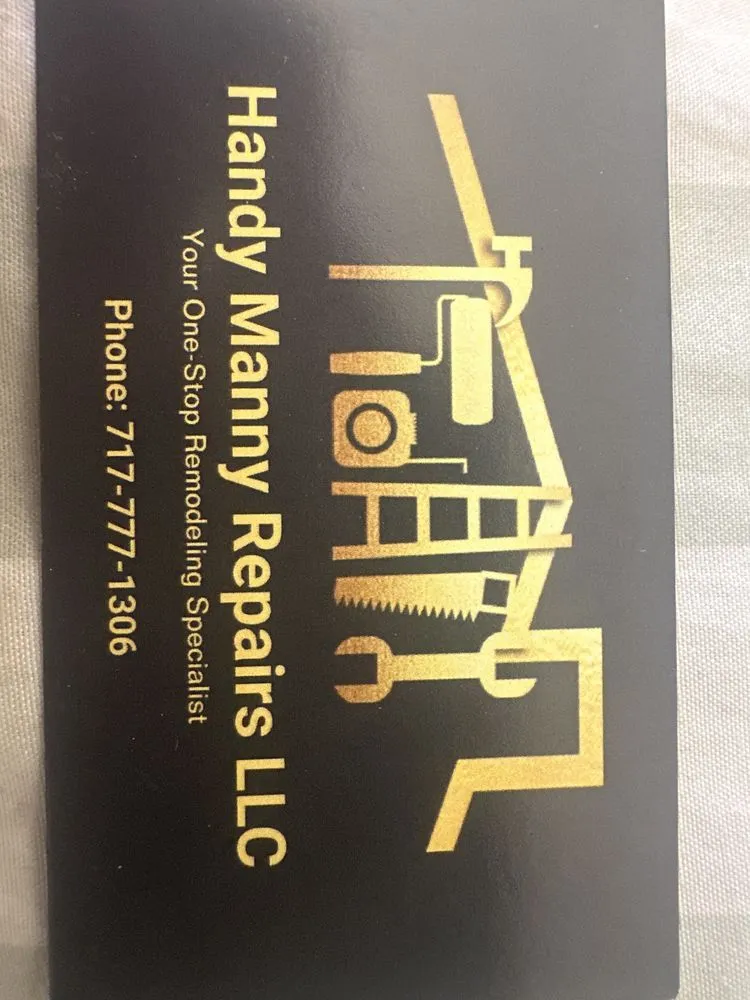 Handy Manny Repairs LLC
Your One-Stop Remodeling Specialist
Phone: 717-777-1306